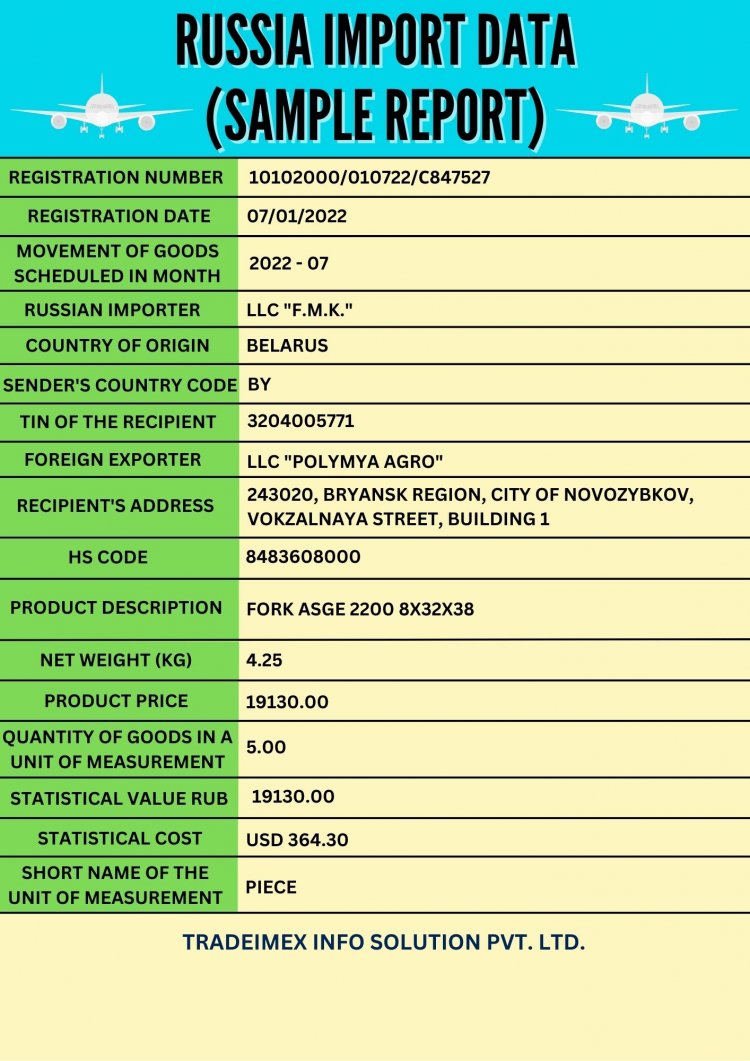 RUSSIA IMPORT DATA
(SAMPLE REPORT)
REGISTRATION NUMBER 10102000/010722/C847527
REGISTRATION DATE 07/01/2022
MOVEMENT OF GOODS
SCHEDULED IN MONTH 2022 - 07
RUSSIAN IMPORTER LLC "F.M.K."
COUNTRY OF ORIGIN BELARUS
SENDER'S COUNTRY CODE BY
TIN OF THE RECIPIENT 3204005771
FOREIGN EXPORTER LLC "POLYMYA AGRO"
RECIPIENT'S ADDRESS 243020, BRYANSK REGION, CITY OF NOVOZYBKOV,
VOKZALNAYA STREET, BUILDING 1
HS CODE 8483608000
PRODUCT DESCRIPTION FORK ASGE 2200 8X32X38
NET WEIGHT (KG) 4.25
PRODUCT PRICE 19130.00
QUANTITY OF GOODS IN A
UNIT OF MEASUREMENT 5.00
STATISTICAL VALUE RUB 19130.00
STATISTICAL COST USD 364.30
SHORT NAME OF THE
UNIT OF MEASUREMENT PIECE
TRADEIMEX INFO SOLUTION PVT. LTD.